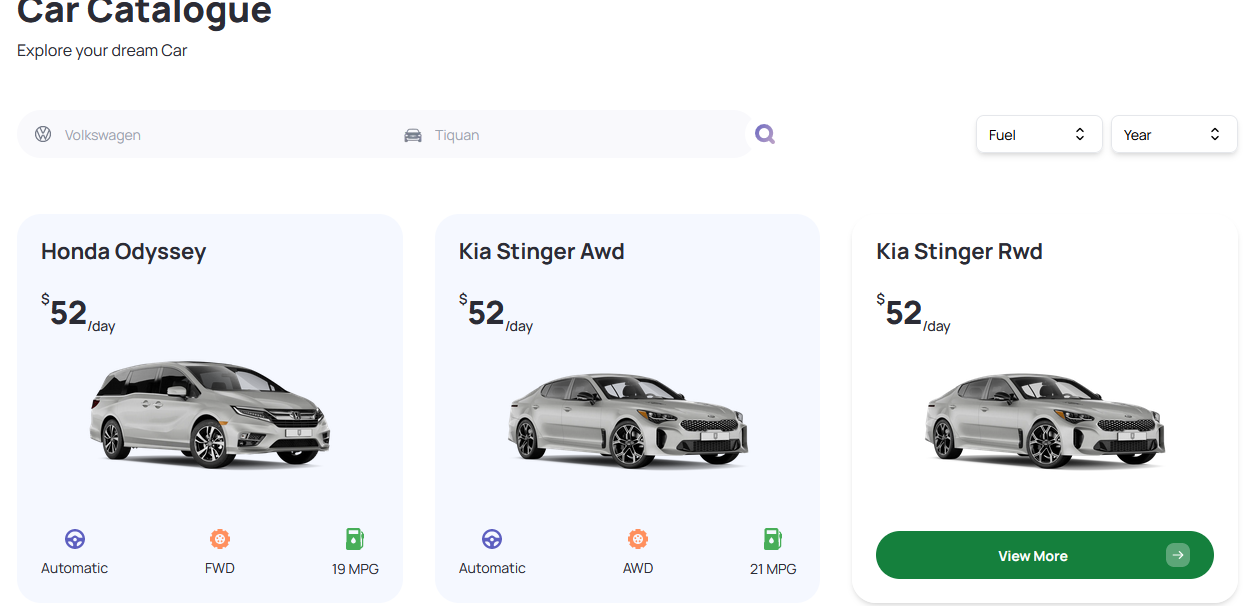 Car Catalogue
Explore your dream Car
Volkswagen
Tiquan
Fuel
Year
Honda Odyssey
$52/day
Automatic
FWD
19 MPG
Kia Stinger Awd
$52/day
Automatic
AWD
21 MPG
Kia Stinger Rwd
$52/day
View More